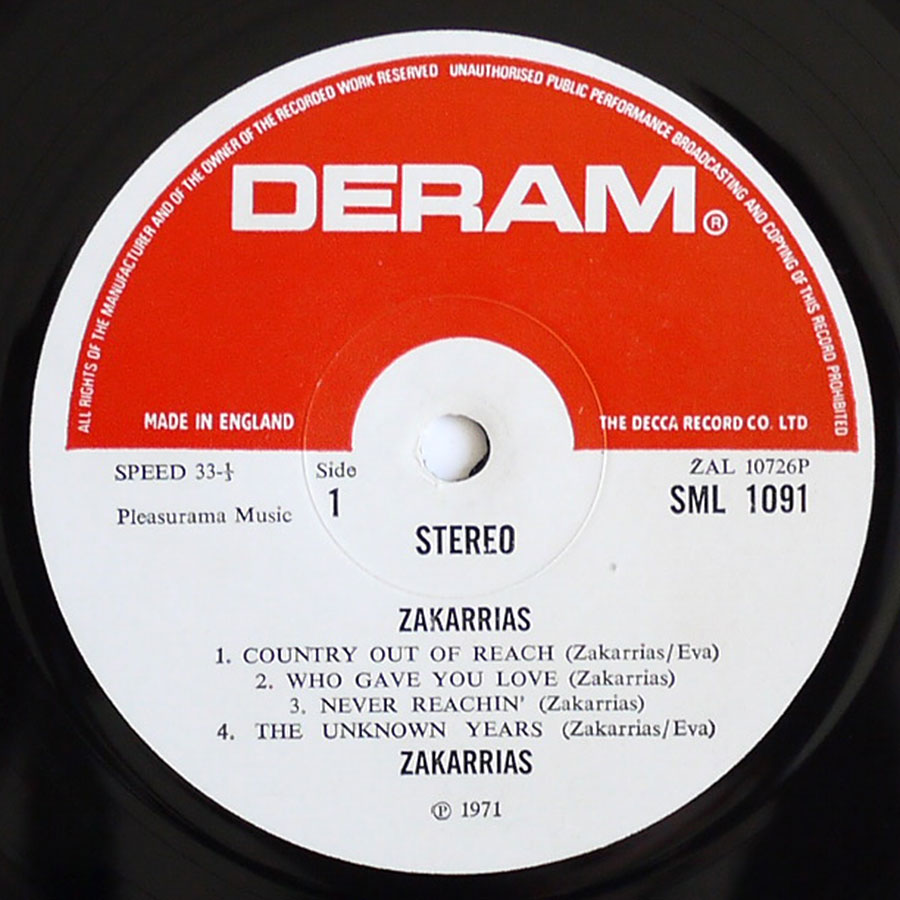 ALL RIGHTS OF THE MANUFACTURER AND OF THE OWNER OF THE RECORDED WORK RESERVED UNAUTHORISED PUBLIC PERFORMANCE BROADCASTING AND COPYING OF THIS RECORD PROHIBITED
DERAM®
MADE IN ENGLAND
THE DECCA RECORD CO. LTD
SPEED 33-⅓
Side
1
ZAL 10726P
SML 1091
Pleasurama Music
STEREO
ZAKARRIAS
1. COUNTRY OUT OF REACH (Zakarrias/Eva)
2. WHO GAVE YOU LOVE (Zakarrias)
3. NEVER REACHIN' (Zakarrias)
4. THE UNKNOWN YEARS (Zakarrias/Eva)
ZAKARRIAS
℗ 1971